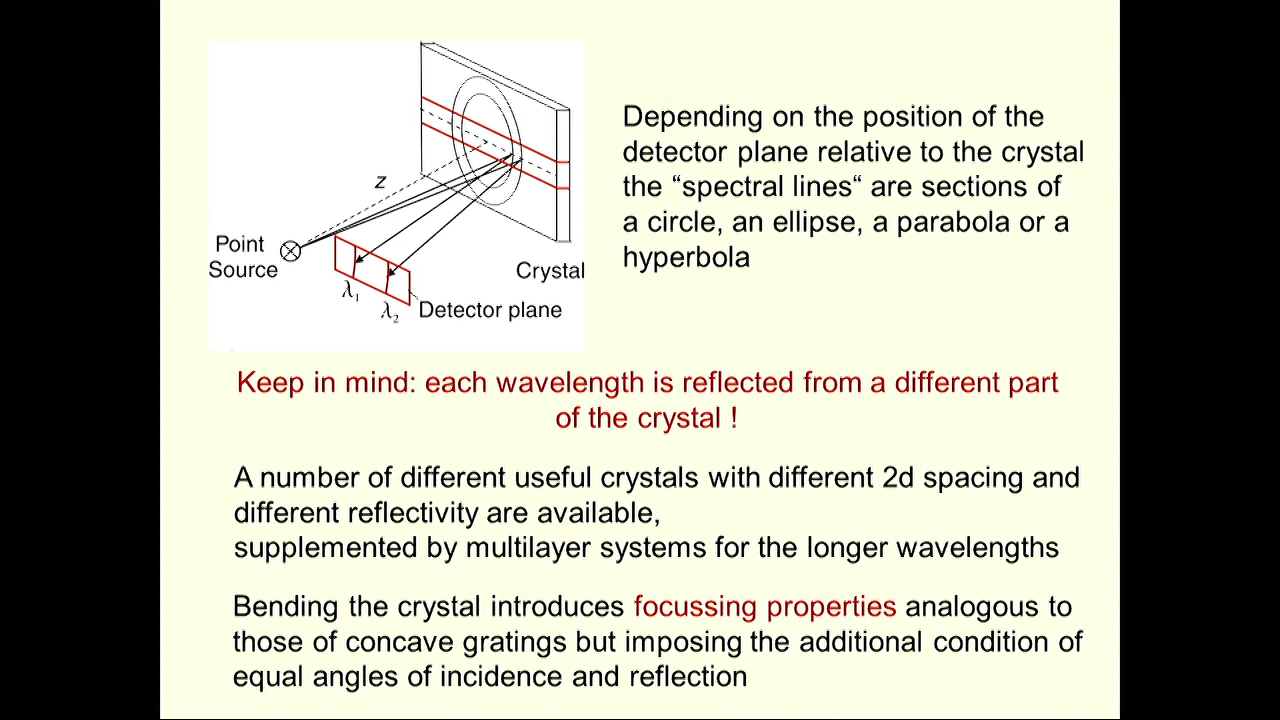 z
Point
Source
Crystal
λ1
λ2
Detector plane
Depending on the position of the
detector plane relative to the crystal
the “spectral lines“ are sections of
a circle, an ellipse, a parabola or a
hyperbola
Keep in mind: each wavelength is reflected from a different part
of the crystal !
A number of different useful crystals with different 2d spacing and
different reflectivity are available,
supplemented by multilayer systems for the longer wavelengths
Bending the crystal introduces focussing properties analogous to
those of concave gratings but imposing the additional condition of
equal angles of incidence and reflection